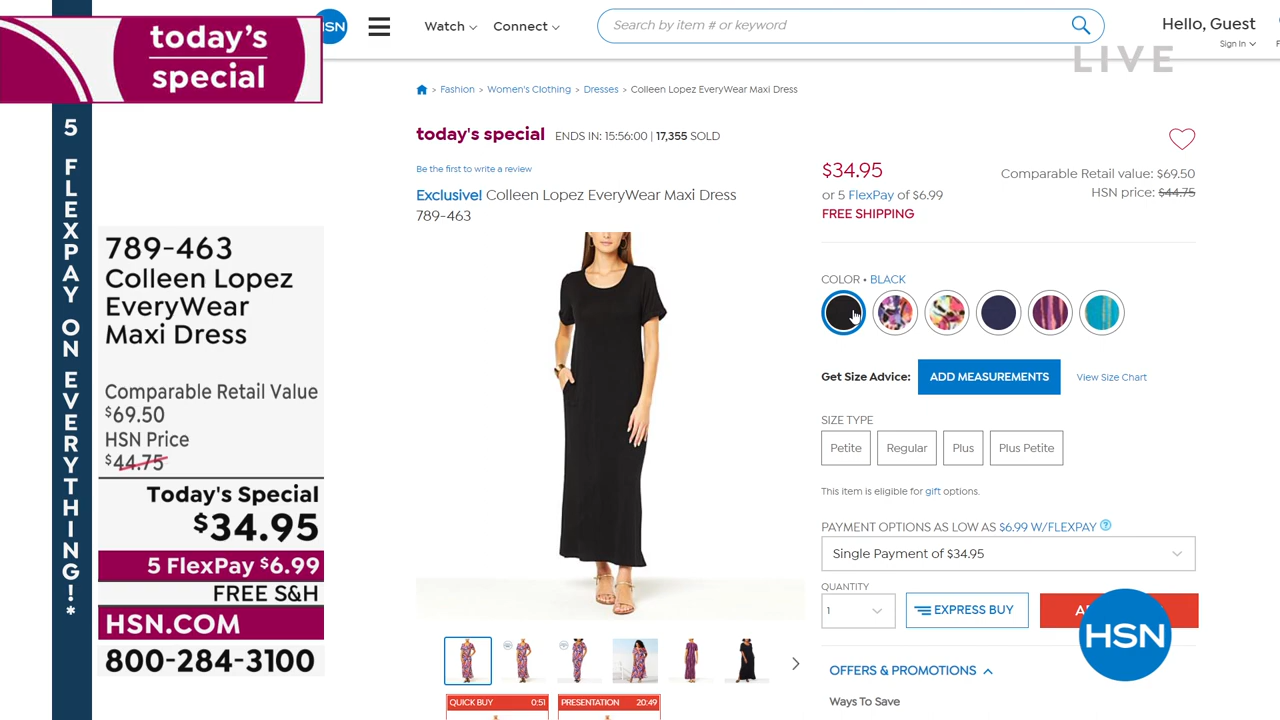 today's
special
5 FLEXPAY ON EVERYTHING!*
789-463
Colleen Lopez
EveryWear
Maxi Dress
Comparable Retail Value
$69.50
HSN Price
$44.75
Today's Special
$34.95
5 FlexPay $6.99
FREE S&H
HSN.COM
800-284-3100
HSN
Watch
Connect
Search by item # or keyword
Hello, Guest
Sign In
LIVE
> Fashion > Women's Clothing > Dresses > Colleen Lopez EveryWear Maxi Dress
today's special ENDS IN: 15:56:00 | 17,355 SOLD
Be the first to write a review
Exclusive! Colleen Lopez EveryWear Maxi Dress
789-463
$34.95
Comparable Retail value: $69.50
or 5 FlexPay of $6.99
HSN price: $44.75
FREE SHIPPING
COLOR • BLACK
Get Size Advice: ADD MEASUREMENTS View Size Chart
SIZE TYPE
Petite Regular Plus Plus Petite
This item is eligible for gift options.
PAYMENT OPTIONS AS LOW AS $6.99 W/FLEXPAY ?
Single Payment of $34.95
QUANTITY
1
EXPRESS BUY
HSN
OFFERS & PROMOTIONS
Ways To Save
QUICK BUY 0:51
PRESENTATION 20:49